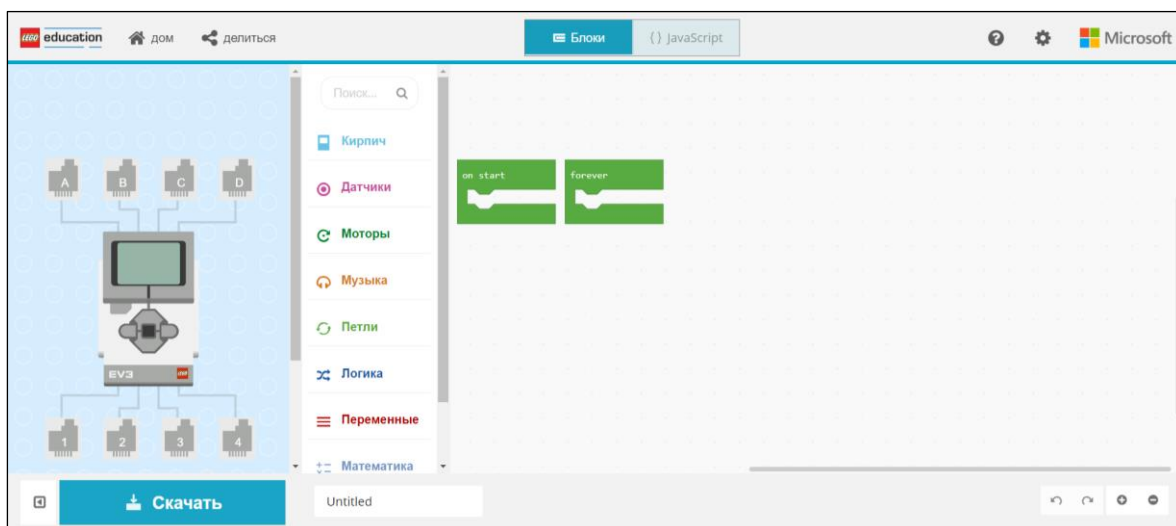 LEGO education дом делиться Блоки {} JavaScript Microsoft
Поиск...
Кирпич
Датчики
Моторы
Музыка
Петли
Логика
Переменные
Математика
on start forever
A B C D
EV3
1 2 3 4
Скачать Untitled